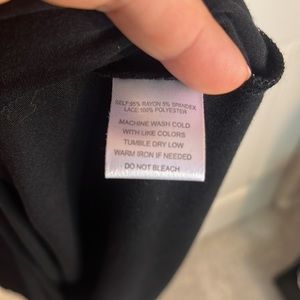 SELF:95% RAYON 5% SPANDEX
LACE:100% POLYESTER
MACHINE WASH COLD
WITH LIKE COLORS
TUMBLE DRY LOW
WARM IRON IF NEEDED
DO NOT BLEACH